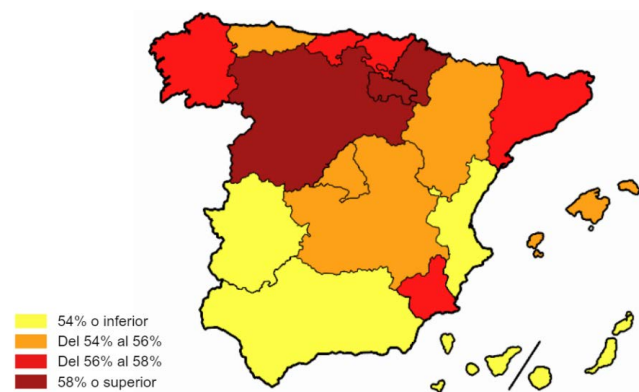 54% o inferior
Del 54% al 56%
Del 56% al 58%
58% o superior